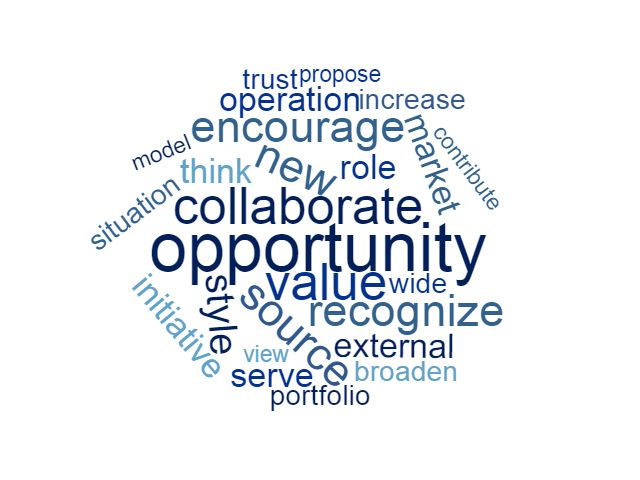 trust propose
operation increase
encourage
market
contribute
model
think
new
role
situation
collaborate
opportunity
value
wide
initiative
style
source
recognize
external
view
serve
broaden
portfolio